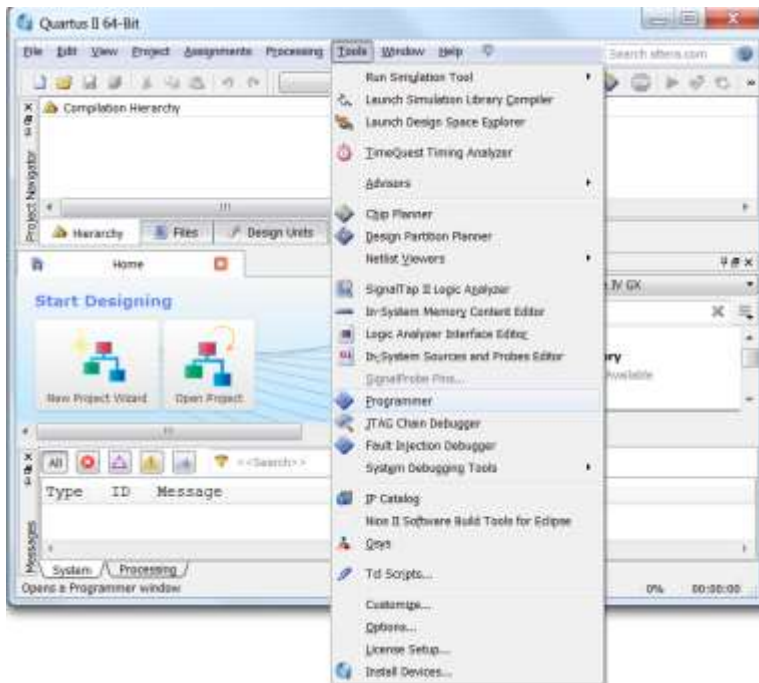 Quartus II 64-Bit
File Edit View Project Assignments Processing Tools Window Help
Search altera.com
Compilation Hierarchy
Project Navigator
Hierarchy Files Design Units
Home
Start Designing
New Project Wizard Open Project
Run Simulation Tool
Launch Simulation Library Compiler
Launch Design Space Explorer
TimeQuest Timing Analyzer
Advisors
Chip Planner
Design Partition Planner
Netlist Viewers
SignalTap II Logic Analyzer
In-System Memory Content Editor
Logic Analyzer Interface Editor
In-System Sources and Probes Editor
SignalProbe Pins...
Programmer
JTAG Chain Debugger
Fault Injection Debugger
System Debugging Tools
IP Catalog
Nios II Software Build Tools for Eclipse
Qsys
Tcl Scripts...
Customize...
Options...
License Setup...
Install Devices...
IV GX
ry
Available
All <<Search>>
Type ID Message
Messages
System Processing
Opens a Programmer window
0% 00:00:00